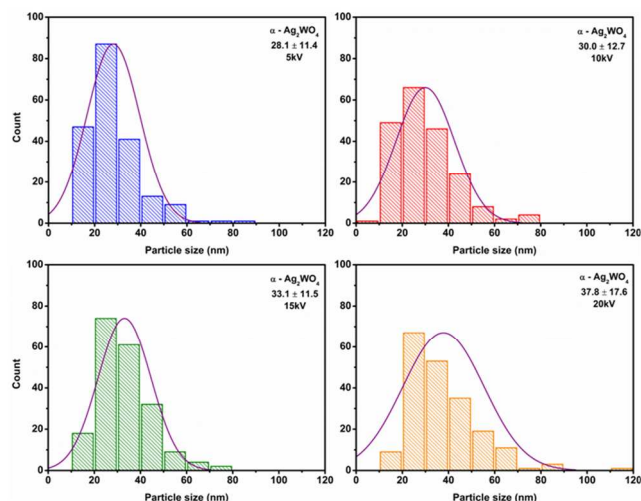 100
80
60
40
20
0
Count
α - Ag2WO4
28.1 ± 11.4
5kV
0 20 40 60 80 100 120
Particle size (nm)
100
80
60
40
20
0
α - Ag2WO4
30.0 ± 12.7
10kV
0 20 40 60 80 100 120
Particle size (nm)
100
80
60
40
20
0
Count
α - Ag2WO4
33.1 ± 11.5
15kV
0 20 40 60 80 100 120
Particle size (nm)
100
80
60
40
20
0
α - Ag2WO4
37.8 ± 17.6
20kV
0 20 40 60 80 100 120
Particle size (nm)